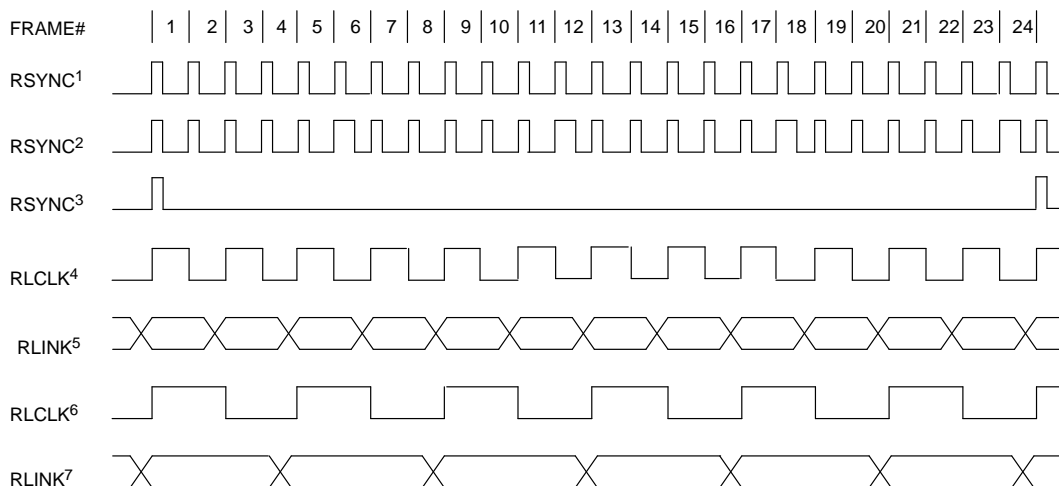 FRAME# 1 2 3 4 5 6 7 8 9 10 11 12 13 14 15 16 17 18 19 20 21 22 23 24
RSYNC1
RSYNC2
RSYNC3
RLCLK4
RLINK5
RLCLK6
RLINK7